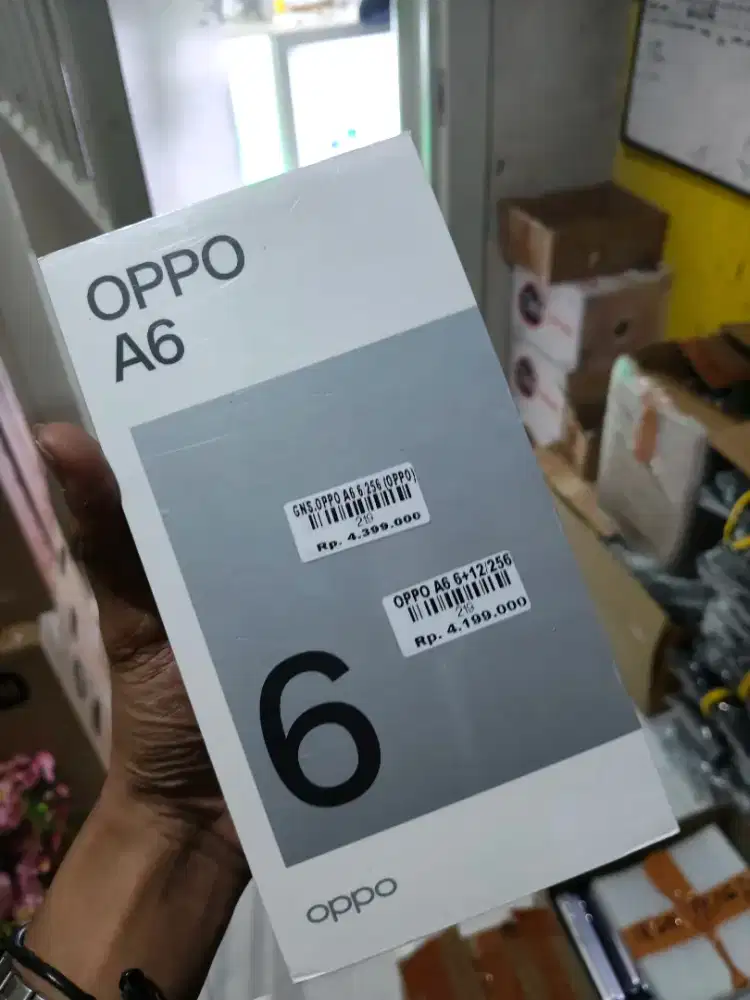 OPPO
A6
GNS.OPPO A6 6.256 (OPPO)
219
Rp. 4.399.000
OPPO A6 6+12/256
219
Rp. 4.199.000
6
oppo